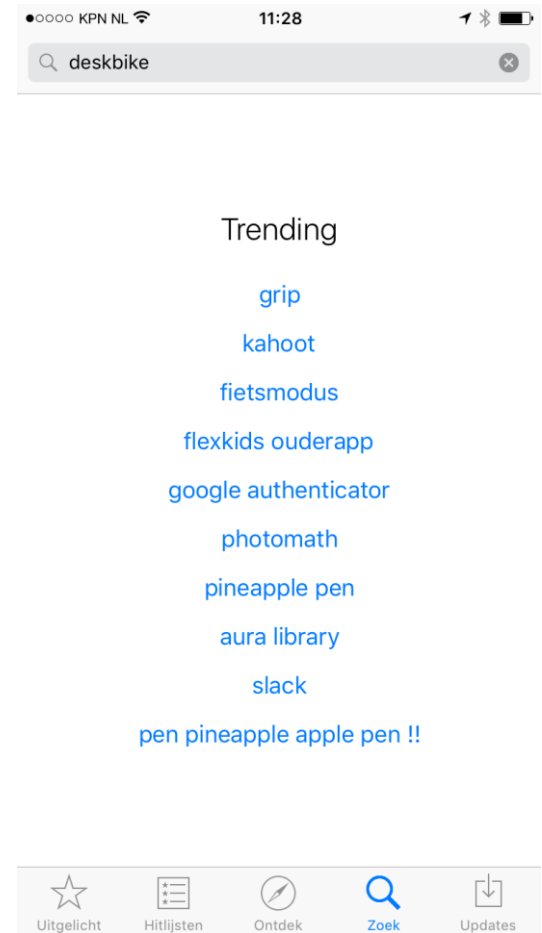 KPN NL 11:28
deskbike
Trending
grip
kahoot
fietsmodus
flexkids ouderapp
google authenticator
photomath
pineapple pen
aura library
slack
pen pineapple apple pen !!
Uitgelicht Hitlijsten Ontdek Zoek Updates